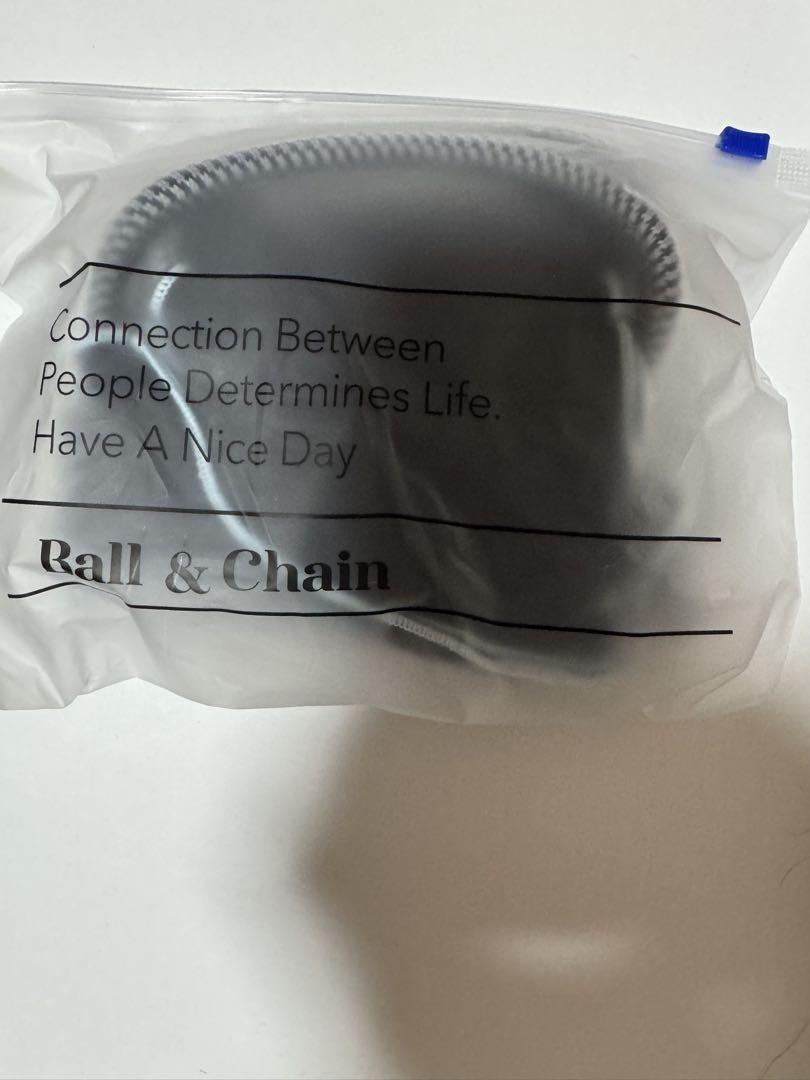 Connection Between
People Determines Life.
Have A Nice Day
Ball & Chain